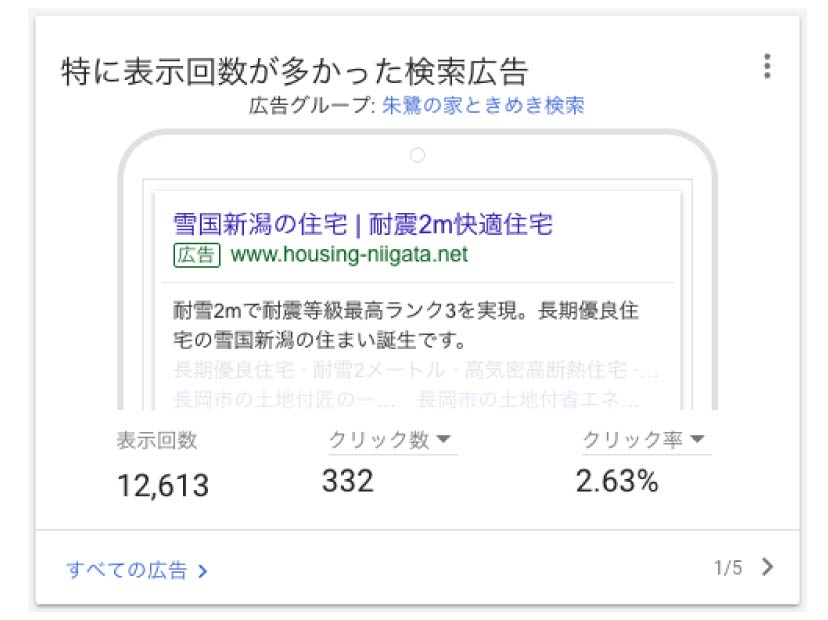 特に表示回数が多かった検索広告
広告グループ: 朱鷺の家ときめき検索
雪国新潟の住宅 | 耐震2m快適住宅
広告 www.housing-niigata.net
耐雪2mで耐震等級最高ランク3を実現。長期優良住
宅の雪国新潟の住まい誕生です。
長期優良住宅 · 耐雪2メートル · 高気密高断熱住宅 ·...
長岡市の土地付匠の一... 長岡市の土地付省エネ...
表示回数 クリック数 クリック率
12,613 332 2.63%
すべての広告 1/5